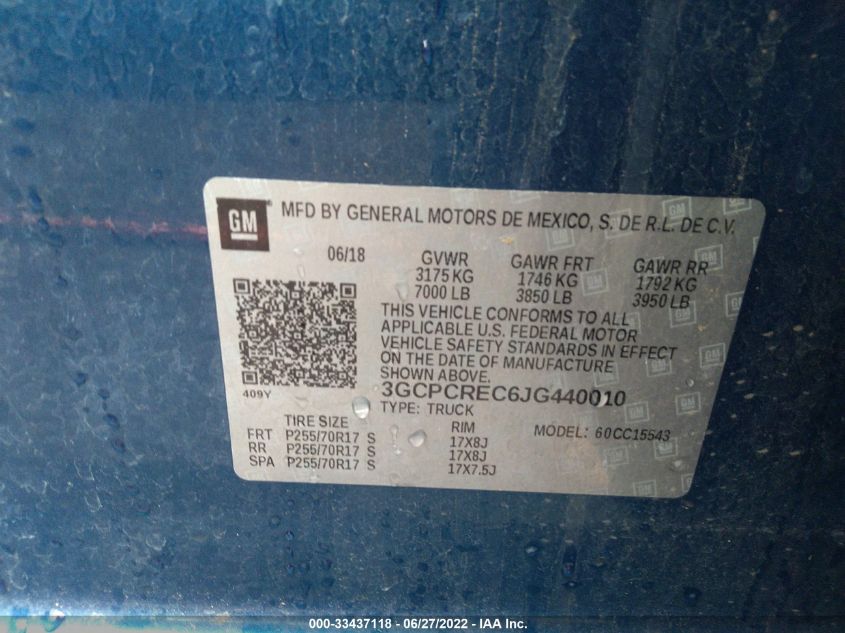 GM
MFD BY GENERAL MOTORS DE MEXICO, S. DE R.L. DE C.V.
06/18 GVWR GAWR FRT GAWR RR
3175 KG 1746 KG 1792 KG
7000 LB 3850 LB 3950 LB
THIS VEHICLE CONFORMS TO ALL
APPLICABLE U.S. FEDERAL MOTOR
VEHICLE SAFETY STANDARDS IN EFFECT
ON THE DATE OF MANUFACTURE
SHOWN ABOVE.
409Y
3GCPCREC6JG440010
TYPE: TRUCK
TIRE SIZE RIM MODEL: 60CC15543
FRT P255/70R17 S 17X8J
RR P255/70R17 S 17X8J
SPA P255/70R17 S 17X7.5J
000-33437118 - 06/27/2022 - IAA Inc.